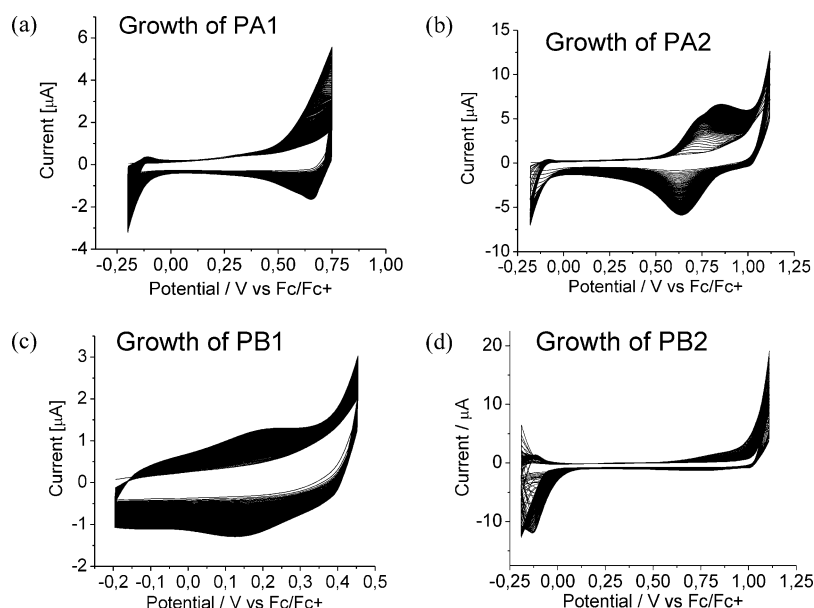 (a)
Growth of PA1
6
4
2
0
2
-4
Current [μA]
-0,25 0,00 0,25 0,50 0,75 1,00
Potential / V vs Fc/Fc+
(b)
Growth of PA2
15
10
5
0
-5
-10
Current [μA]
-0,25 0,00 0,25 0,50 0,75 1,00 1,25
Potential / V vs Fc/Fc+
(c)
Growth of PB1
3
2
1
0
-1
-2
Current [μA]
-0,2 -0,1 0,0 0,1 0,2 0,3 0,4 0,5
Potential / V vs Fc/Fc+
(d)
Growth of PB2
20
10
0
-10
Current / μA
-0,25 0,00 0,25 0,50 0,75 1,00 1,25
Potential / V vs Fc/Fc+